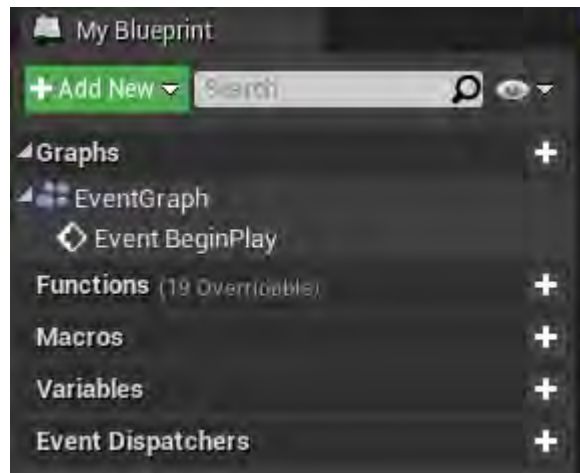 My Blueprint
+ Add New Search
Graphs +
EventGraph
Event BeginPlay
Functions (19 Overridable) +
Macros +
Variables +
Event Dispatchers +